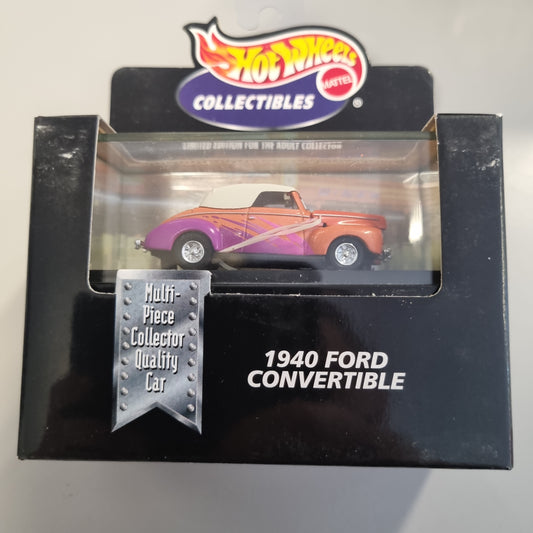 Hot Wheels
MATTEL
COLLECTIBLES
®
LIMITED EDITION FOR THE ADULT COLLECTOR
Multi-
Piece
Collector
Quality
Car
1940 FORD
CONVERTIBLE